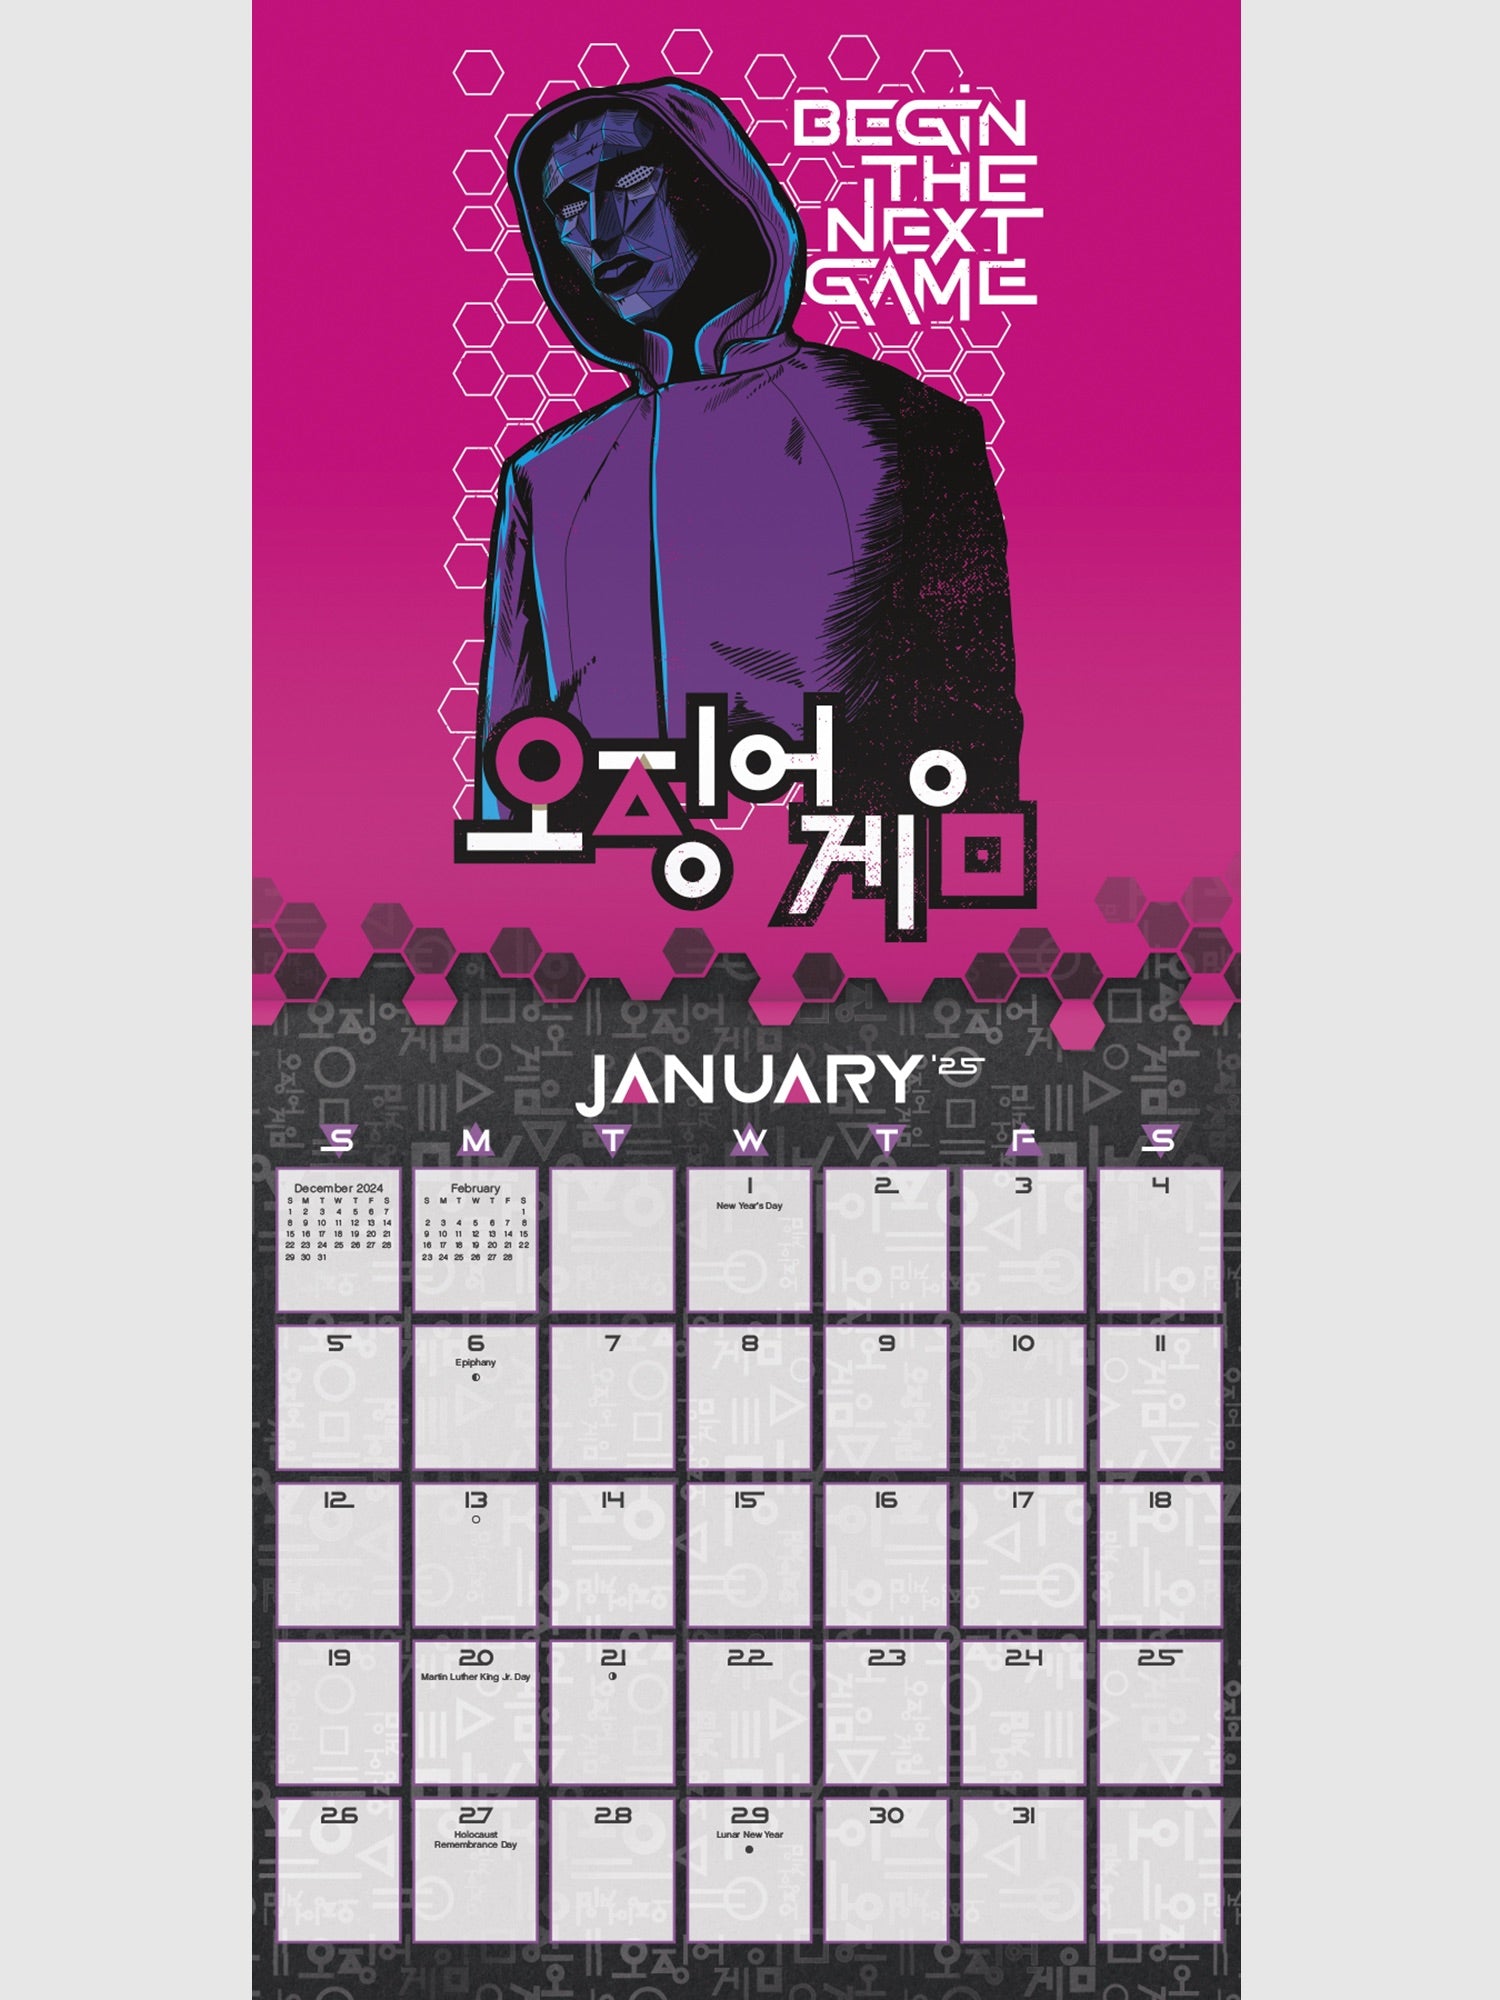 BEGIN
THE
NEXT
GAME
오징어
게임
JANUARY '25
S M T W T F S
December 2024
S M T W T F S
1 2 3 4 5 6 7
8 9 10 11 12 13 14
15 16 17 18 19 20 21
22 23 24 25 26 27 28
29 30 31
February
S M T W T F S
1
2 3 4 5 6 7 8
9 10 11 12 13 14 15
16 17 18 19 20 21 22
23 24 25 26 27 28
1 2 3 4
New Year's Day
5 6 7 8 9 10 11
Epiphany
12 13 14 15 16 17 18
19 20 21 22 23 24 25
Martin Luther King Jr. Day
26 27 28 29 30 31
Holocaust
Remembrance Day
Lunar New Year